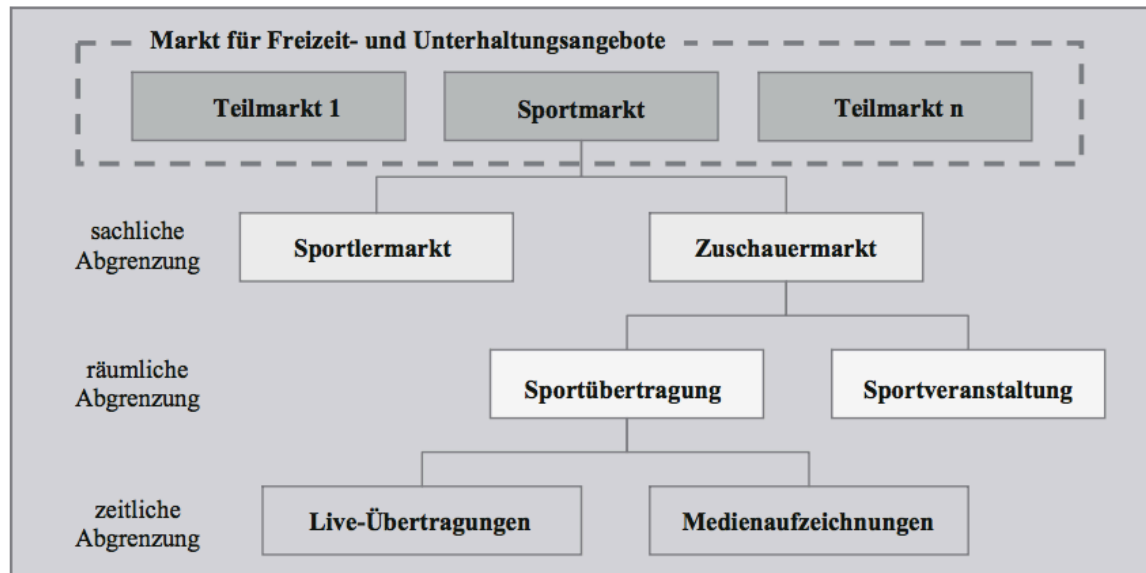 Markt für Freizeit- und Unterhaltungsangebote
Teilmarkt 1
Sportmarkt
Teilmarkt n
sachliche
Abgrenzung
Sportlermarkt
Zuschauermarkt
räumliche
Abgrenzung
Sportübertragung
Sportveranstaltung
zeitliche
Abgrenzung
Live-Übertragungen
Medienaufzeichnungen